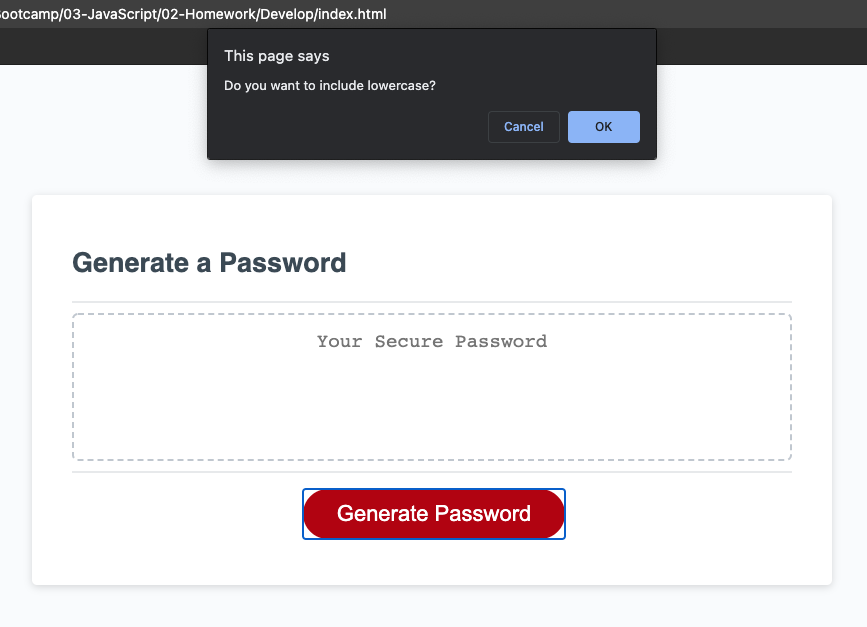 ootcamp/03-JavaScript/02-Homework/Develop/index.html
This page says
Do you want to include lowercase?
Cancel
OK
Generate a Password
Your Secure Password
Generate Password